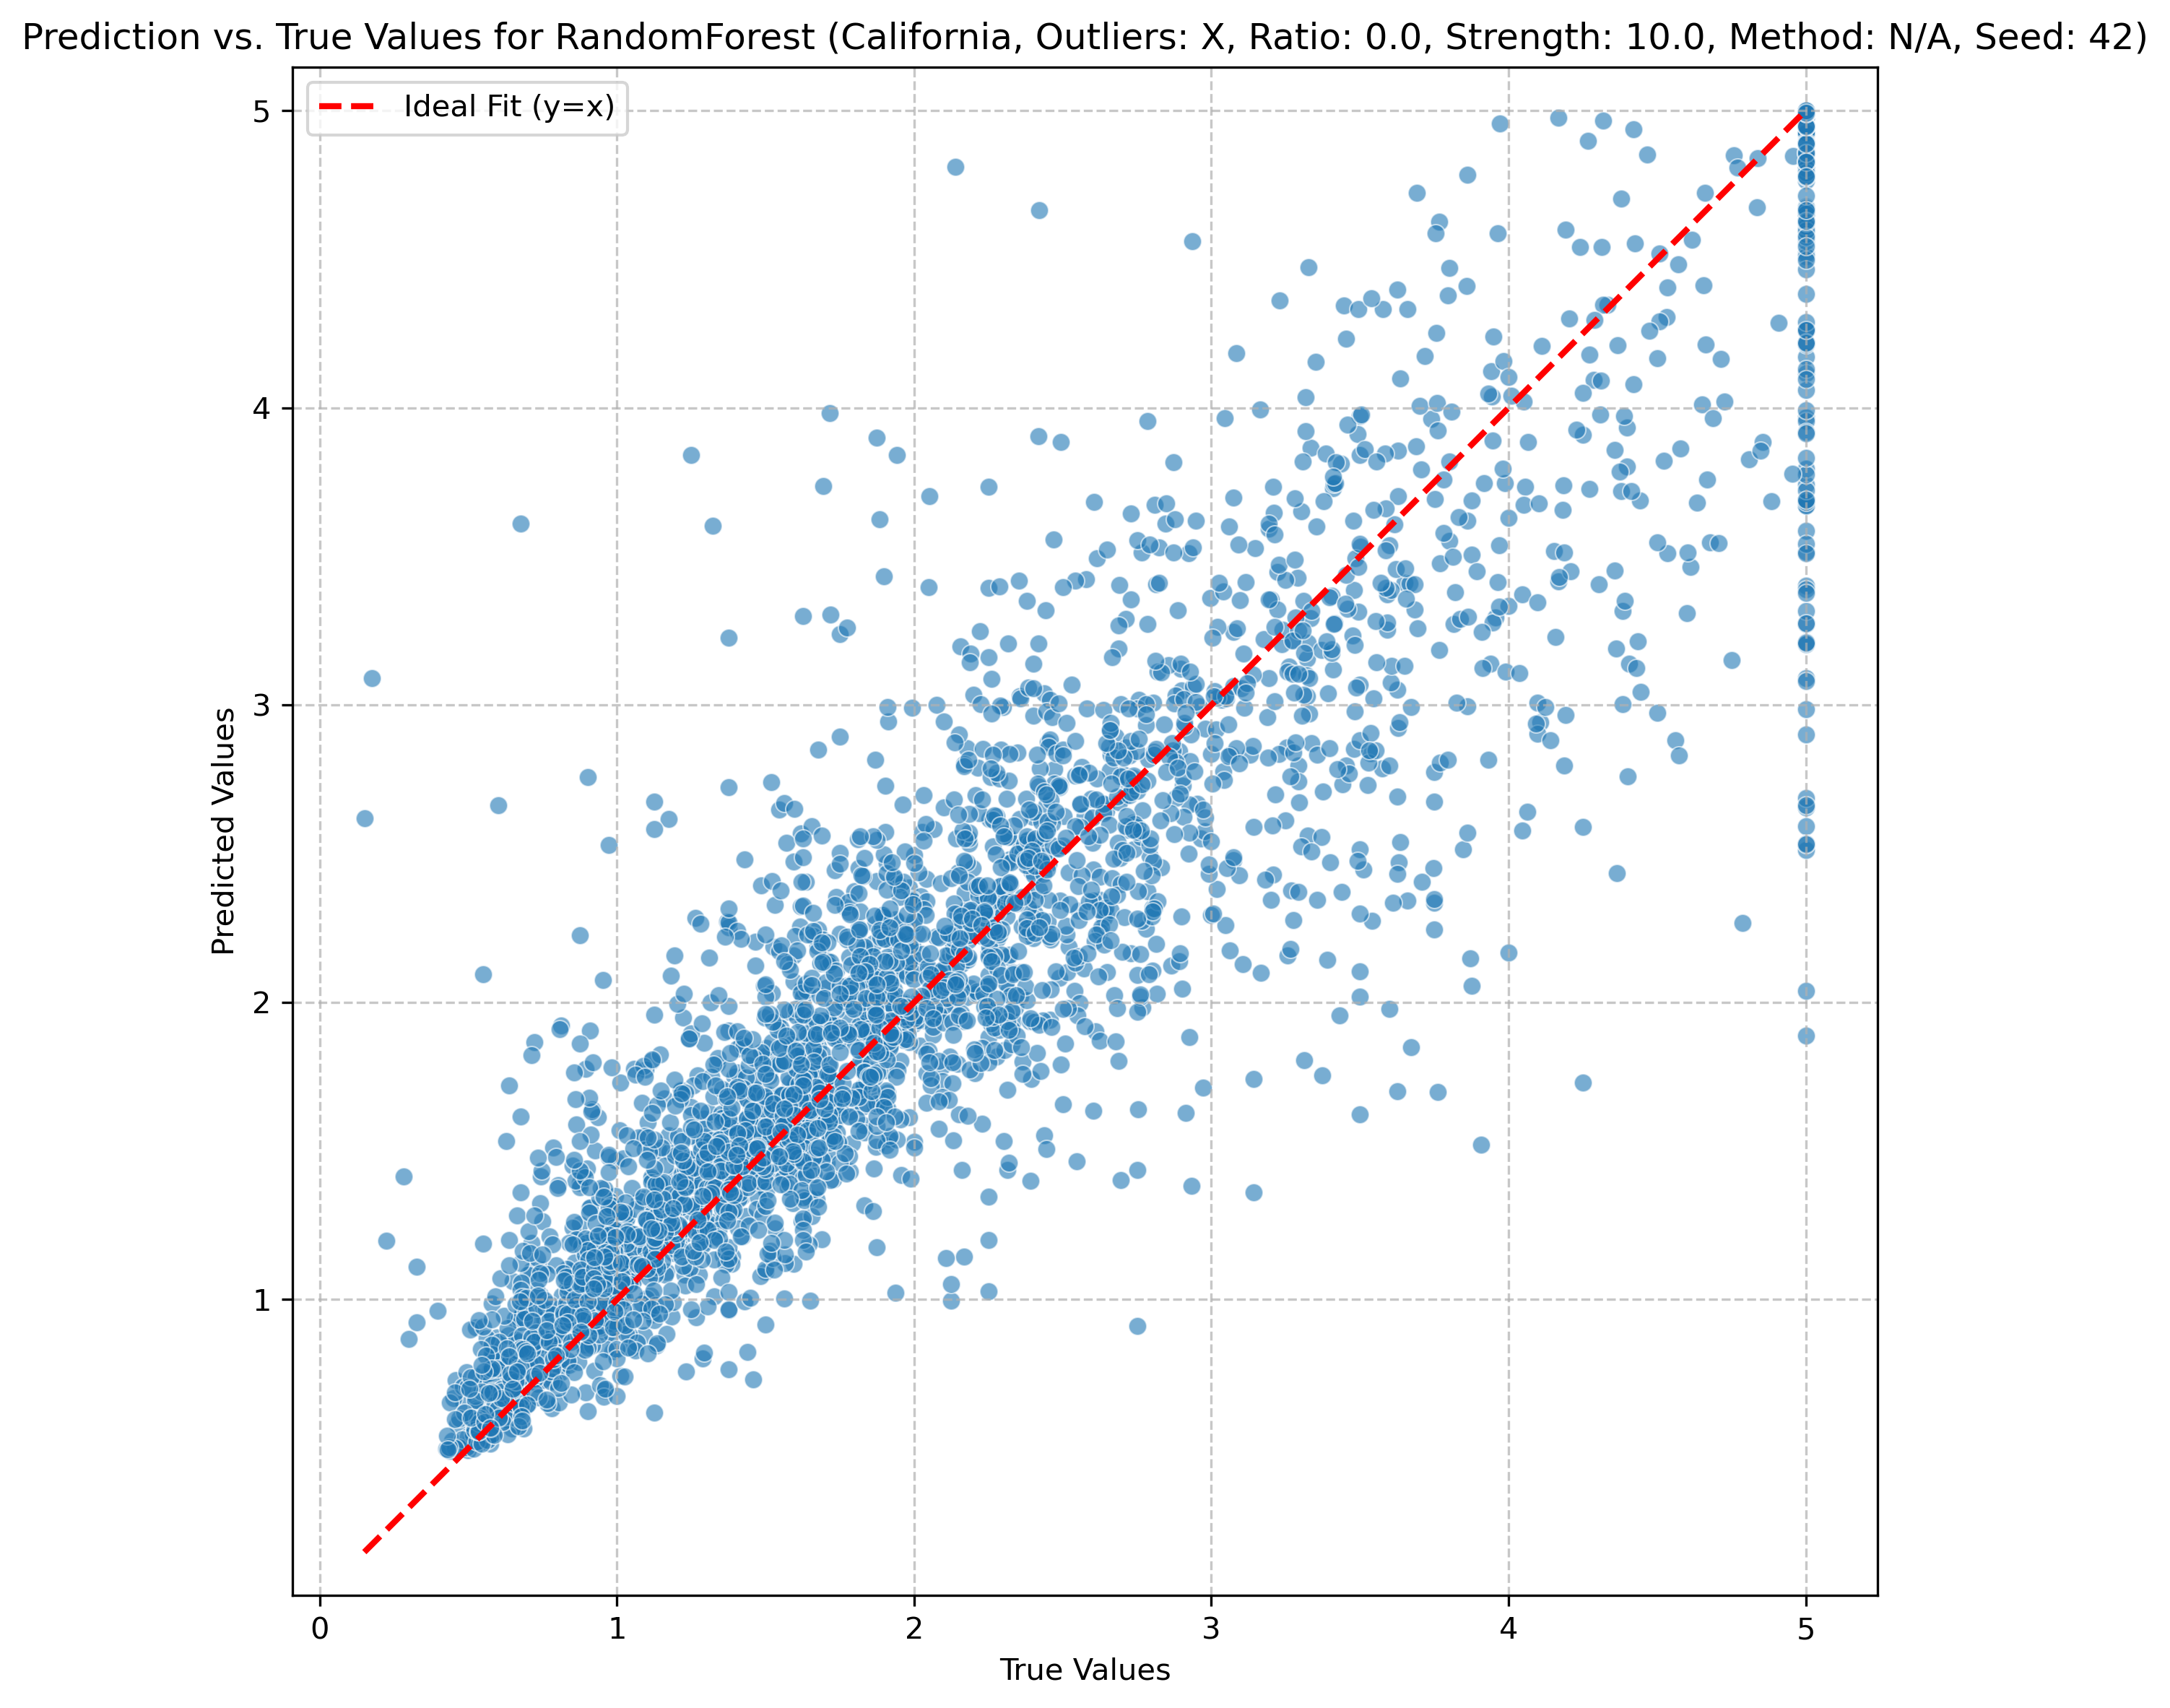 Prediction vs. True Values for RandomForest (California, Outliers: X, Ratio: 0.0, Strength: 10.0, Method: N/A, Seed: 42)
Ideal Fit (y=x)
5
4
3
2
1
Predicted Values
0 1 2 3 4 5
True Values